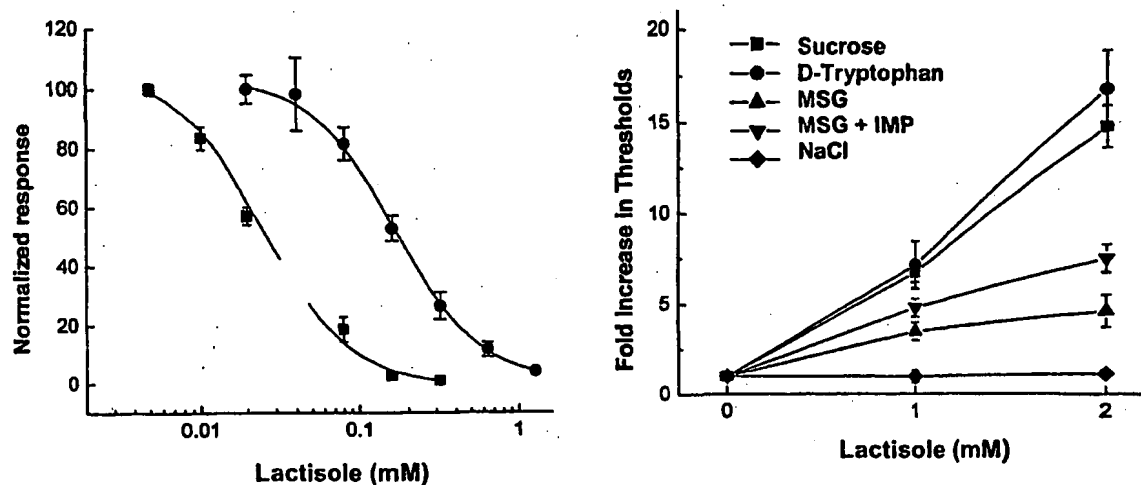 120
100
80
60
40
20
0
0.01
0.1
1
Normalized response
Lactisole (mM)
20
15
10
5
0
0
1
2
Fold Increase in Thresholds
Lactisole (mM)
Sucrose
D-Tryptophan
MSG
MSG + IMP
NaCl